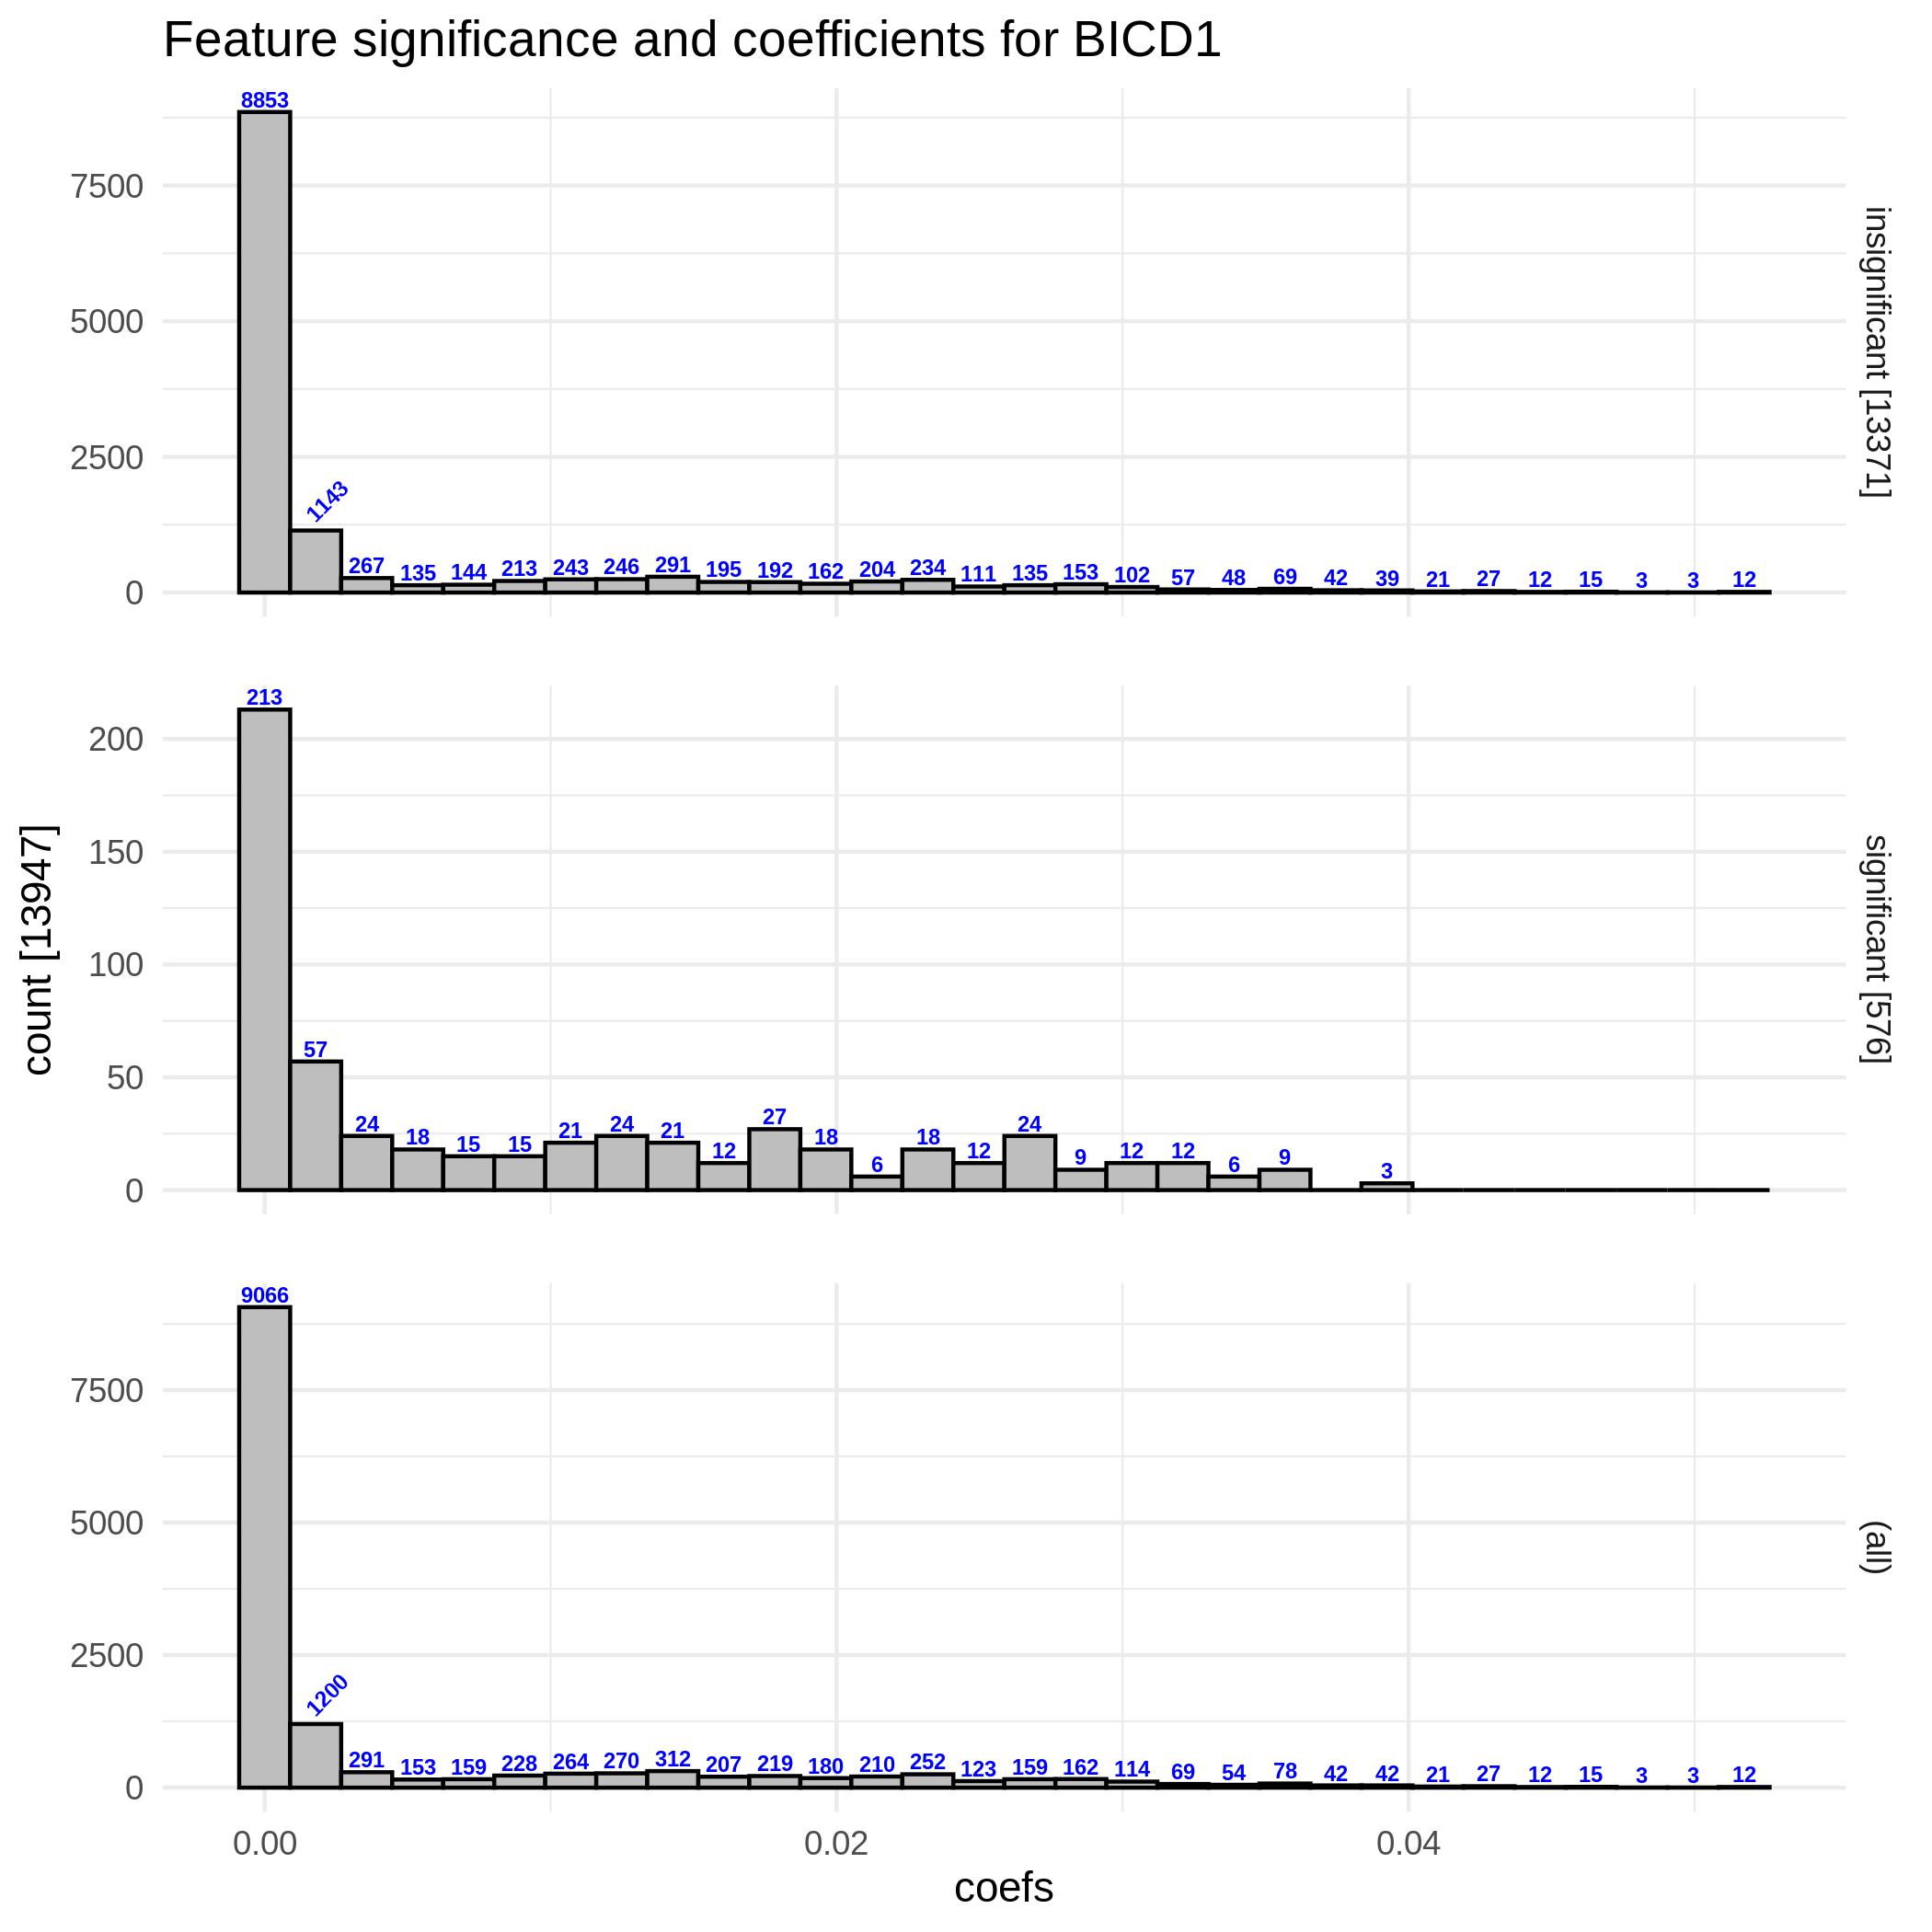 Feature significance and coefficients for BICD1
8853
7500
5000
2500
0
1143
267 135 144 213 243 246 291 195 192 162 204 234 111 135 153 102 57 48 69 42 39 21 27 12 15 3 3 12
insignificant [13371]
count [13947]
213
200
150
100
50
0
57
24 18 15 15 21 24 21 12 27 18 6 18 12 24 9 12 12 6 9 3
significant [576]
9066
7500
5000
2500
0
1200
291 153 159 228 264 270 312 207 219 180 210 252 123 159 162 114 69 54 78 42 42 21 27 12 15 3 3 12
(all)
0.00 0.02 0.04
coefs